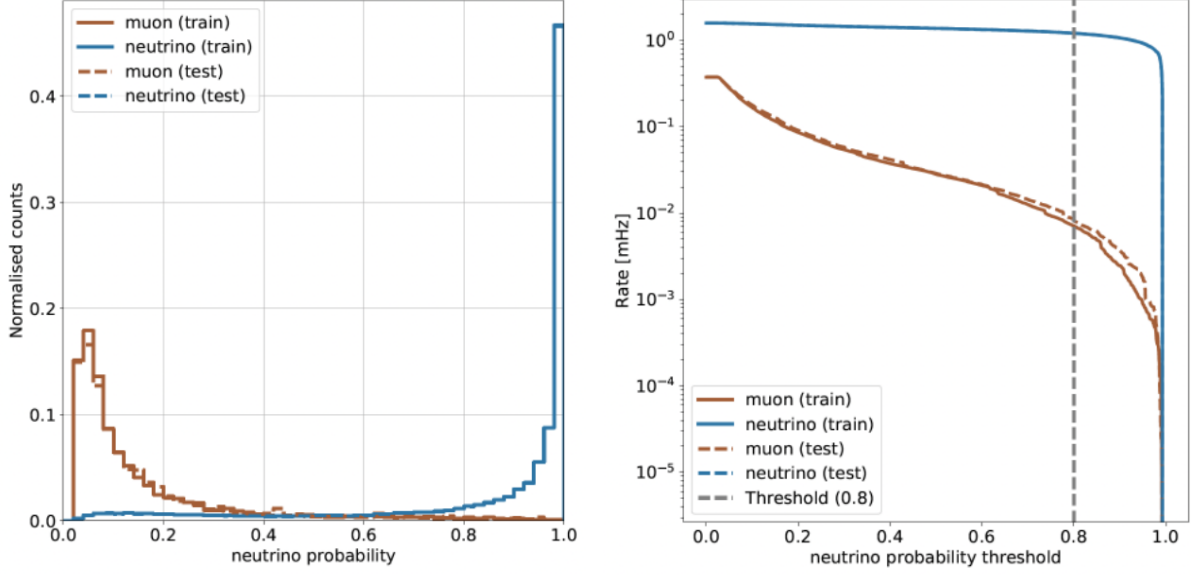 muon (train)
neutrino (train)
muon (test)
neutrino (test)
Normalised counts
0.4
0.3
0.2
0.1
0.0
0.0 0.2 0.4 0.6 0.8 1.0
neutrino probability
Rate [mHz]
10⁰
10⁻¹
10⁻²
10⁻³
10⁻⁴
10⁻⁵
muon (train)
neutrino (train)
muon (test)
neutrino (test)
Threshold (0.8)
0.0 0.2 0.4 0.6 0.8 1.0
neutrino probability threshold